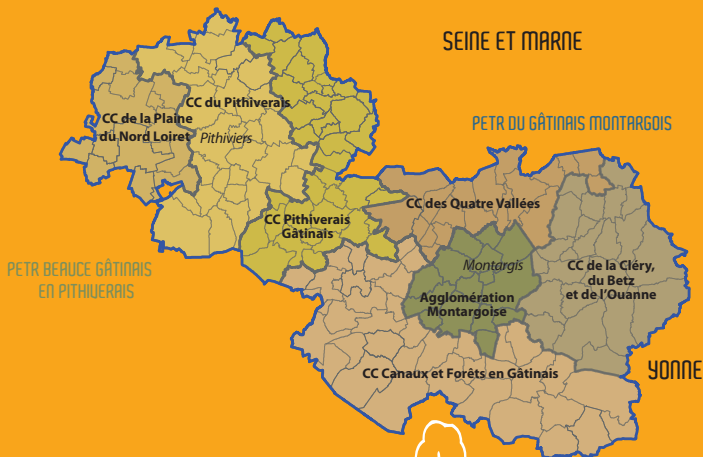 SEINE ET MARNE
CC du Pithiverais
CC de la Plaine
du Nord Loiret
Pithiviers
PETR DU GÂTINAIS MONTARGOIS
CC des Quatre Vallées
CC Pithiverais
Gâtinais
PETR BEAUCE GÂTINAIS
EN PITHIVERAIS
Montargis
CC de la Cléry,
du Betz
et de l'Ouanne
Agglomération
Montargoise
CC Canaux et Forêts en Gâtinais
YONNE